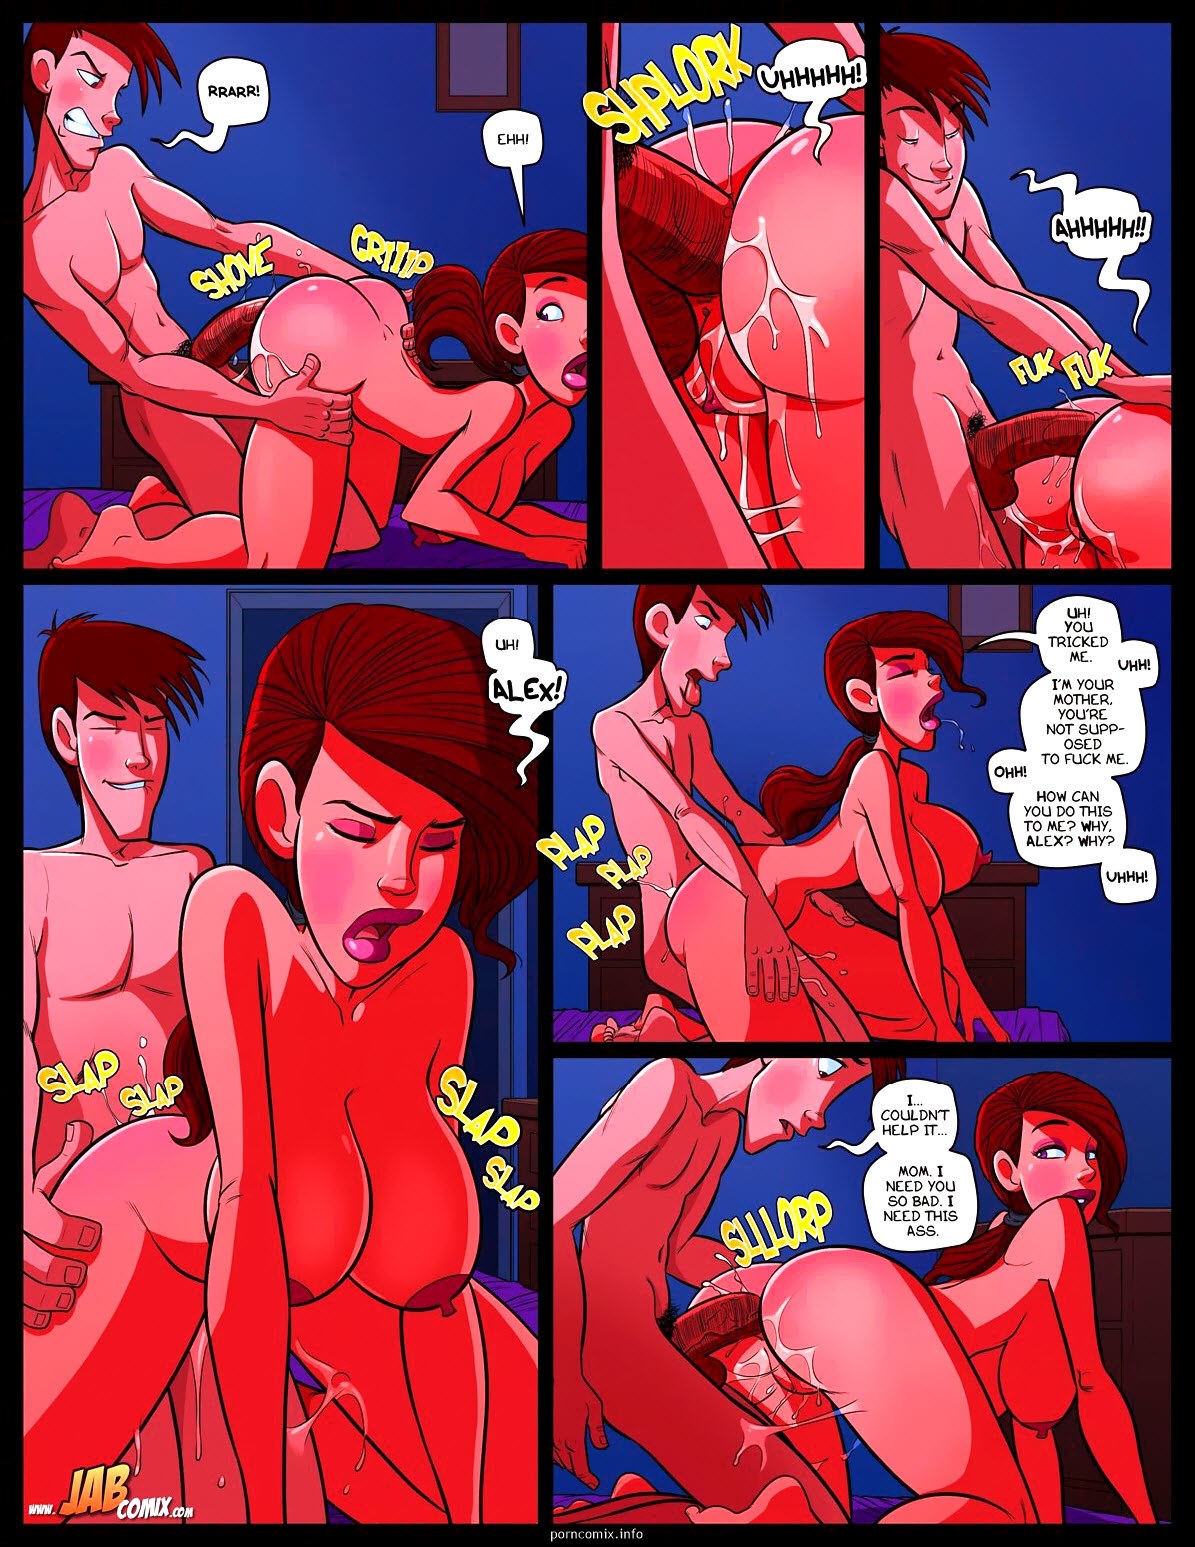 RRARR!
EHH!
SHOVE
GRIIIP
SHPLORK
UHHHHH!
AHHHHH!!
FUK FUK
UH!
ALEX!
SLAP
SLAP
SLAP
SLAP
WWW.JABCOMIX.COM
UH!
YOU
TRICKED
ME.
UHH!
I'M YOUR
MOTHER,
YOU'RE
NOT SUPP-
OSED
TO FUCK ME.
OHH!
HOW CAN
YOU DO THIS
TO ME? WHY,
ALEX? WHY?
UHHH!
PLAP
PLAP
PLAP
I...
COULDN'T
HELP IT...
MOM. I
NEED YOU
SO BAD. I
NEED THIS
ASS.
SLLLORP
porncomix.info